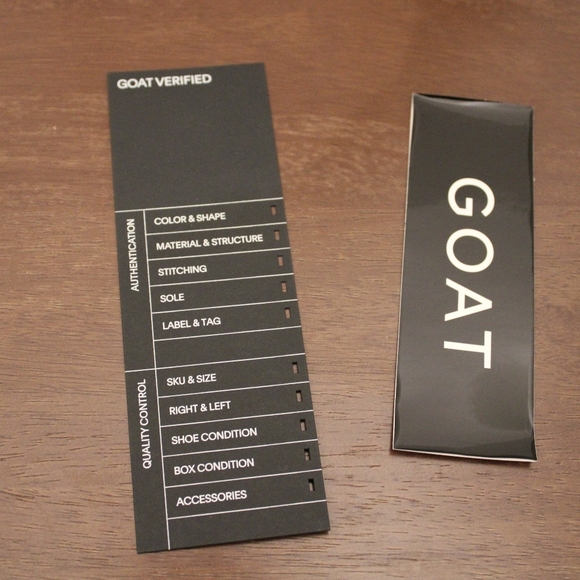 GOAT VERIFIED
AUTHENTICATION
COLOR & SHAPE
MATERIAL & STRUCTURE
STITCHING
SOLE
LABEL & TAG
QUALITY CONTROL
SKU & SIZE
RIGHT & LEFT
SHOE CONDITION
BOX CONDITION
ACCESSORIES
GOAT